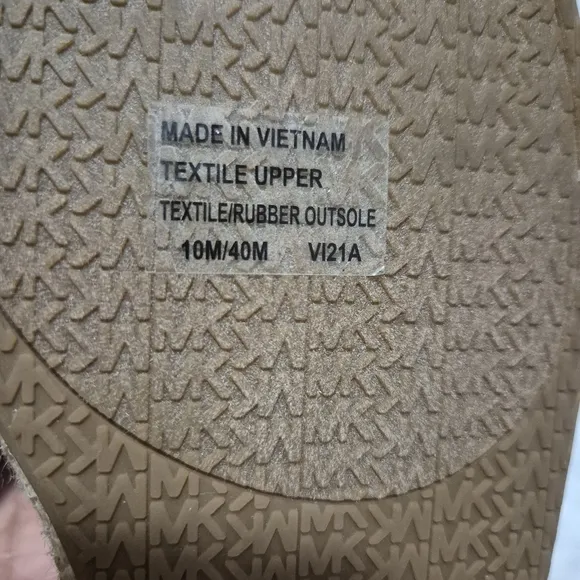 MADE IN VIETNAM
TEXTILE UPPER
TEXTILE/RUBBER OUTSOLE
10M/40M VI21A